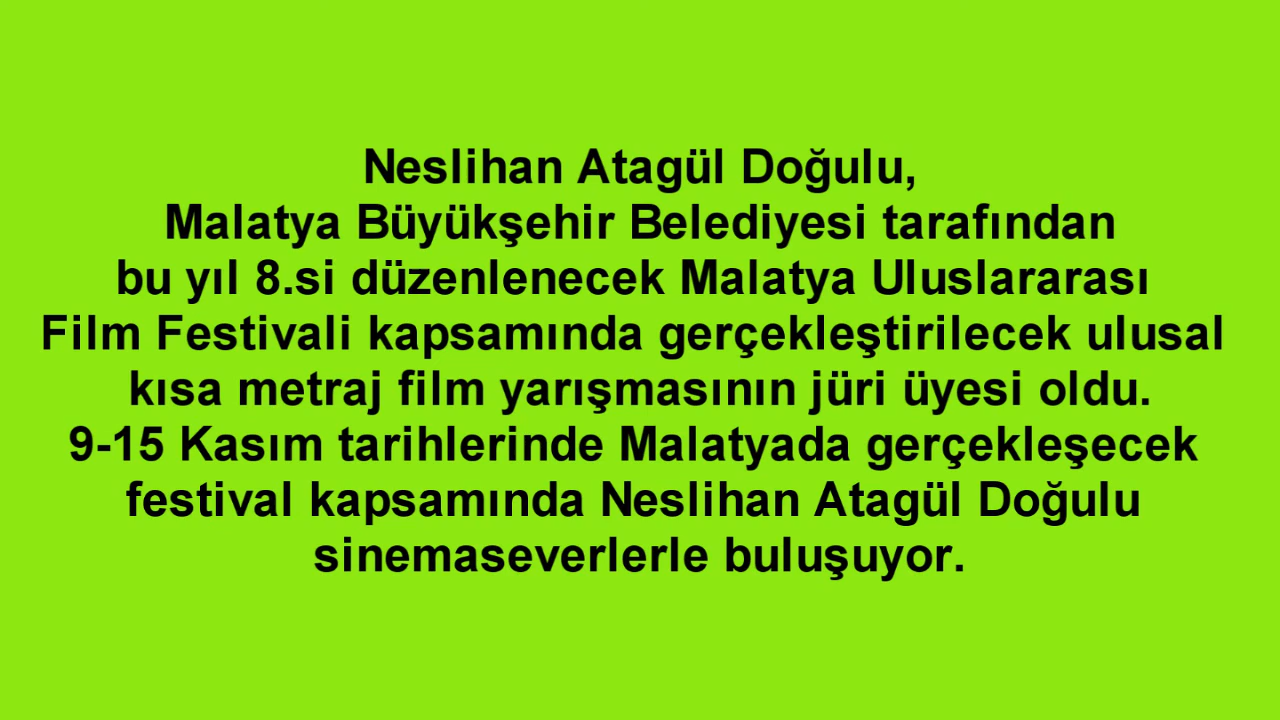 Neslihan Atagül Doğulu,
Malatya Büyükşehir Belediyesi tarafından
bu yıl 8.si düzenlenecek Malatya Uluslararası
Film Festivali kapsamında gerçekleştirilecek ulusal
kısa metraj film yarışmasının jüri üyesi oldu.
9-15 Kasım tarihlerinde Malatyada gerçekleşecek
festival kapsamında Neslihan Atagül Doğulu
sinemaseverlerle buluşuyor.